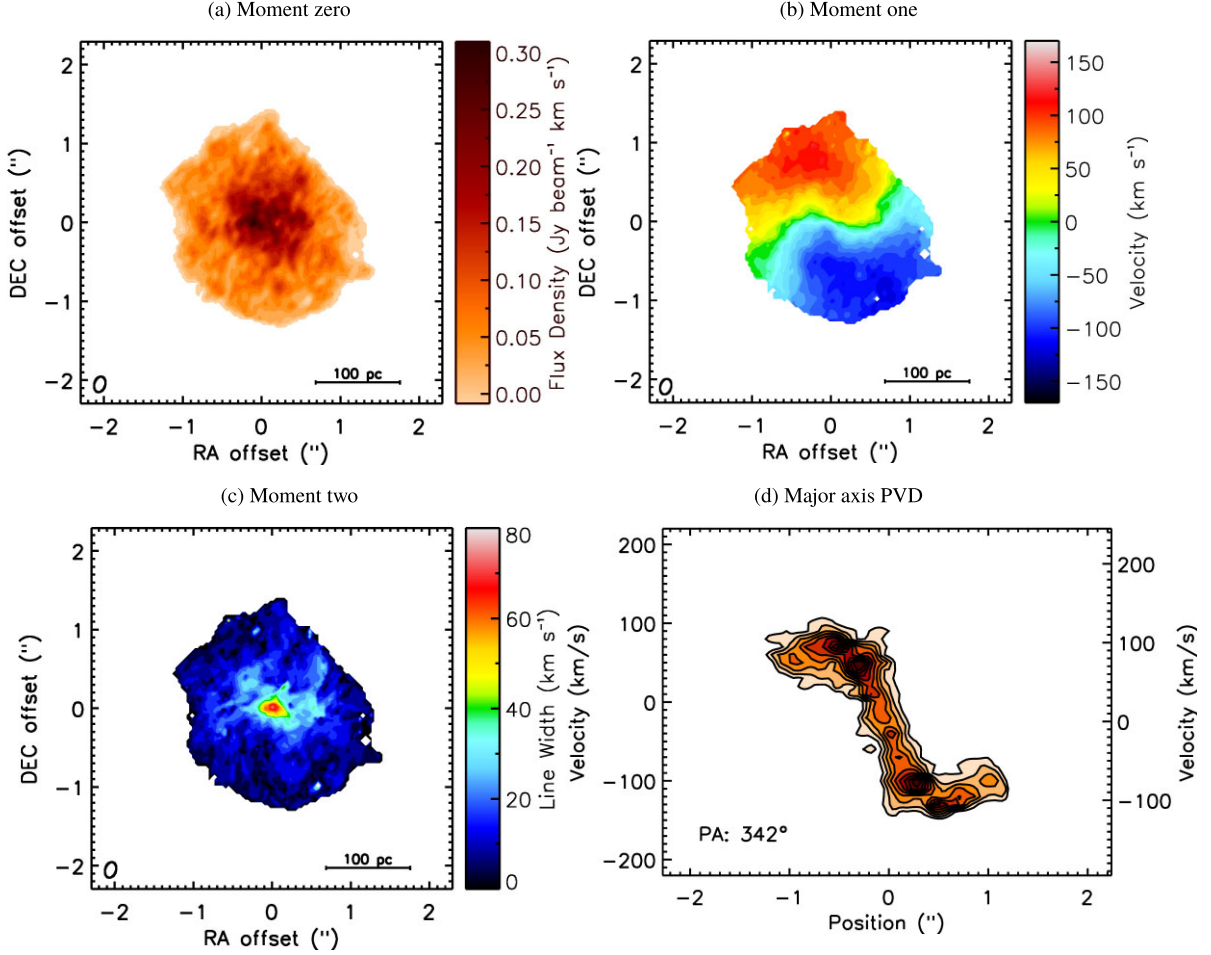 (a) Moment zero
(b) Moment one
2
1
0
−1
−2
DEC offset ('')
−2 −1 0 1 2
RA offset ('')
100 pc
0.30
0.25
0.20
0.15
0.10
0.05
0.00
Flux Density (Jy beam⁻¹ km s⁻¹)
2
1
0
−1
−2
DEC offset ('')
−2 −1 0 1 2
RA offset ('')
100 pc
150
100
50
0
−50
−100
−150
Velocity (km s⁻¹)
(c) Moment two
(d) Major axis PVD
2
1
0
−1
−2
DEC offset ('')
−2 −1 0 1 2
RA offset ('')
100 pc
80
60
40
20
0
Line Width (km s⁻¹)
Velocity (km/s)
200
100
0
−100
−200
PA: 342°
−2 −1 0 1 2
Position ('')
200
100
0
−100
Velocity (km/s)